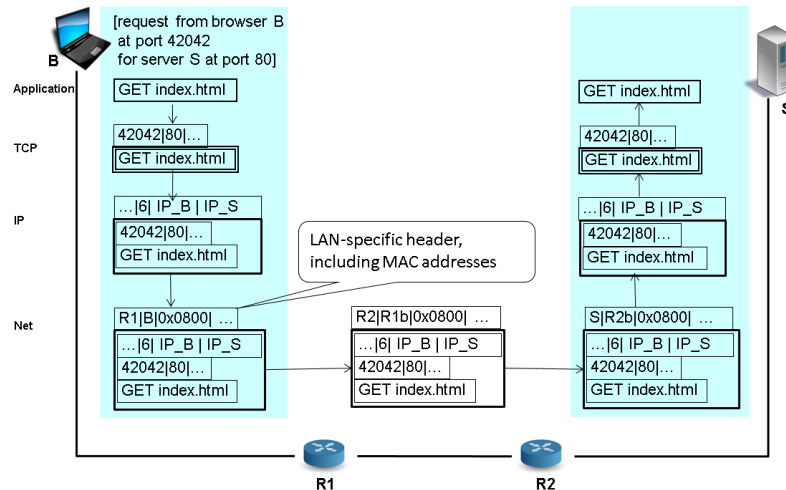 [request from browser B
at port 42042
for server S at port 80]
B
S
Application
GET index.html
GET index.html
TCP
42042|80|…
GET index.html
42042|80|…
GET index.html
IP
…|6| IP_B | IP_S
42042|80|…
GET index.html
…|6| IP_B | IP_S
42042|80|…
GET index.html
LAN-specific header,
including MAC addresses
Net
R1|B|0x0800| …
…|6| IP_B | IP_S
42042|80|…
GET index.html
R2|R1b|0x0800| …
…|6| IP_B | IP_S
42042|80|…
GET index.html
S|R2b|0x0800| …
…|6| IP_B | IP_S
42042|80|…
GET index.html
R1
R2